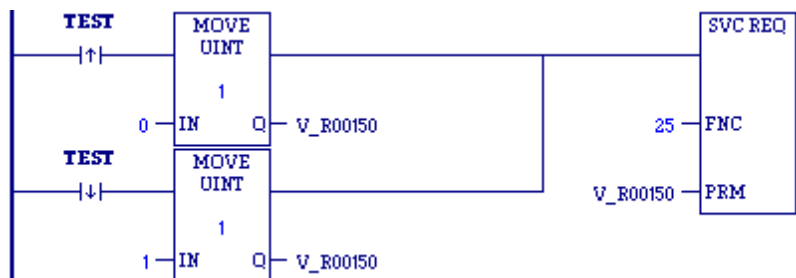 TEST
MOVE
UINT
1
0 IN Q V_R00150
SVC REQ
25 FNC
V_R00150 PRM
TEST
MOVE
UINT
1
1 IN Q V_R00150